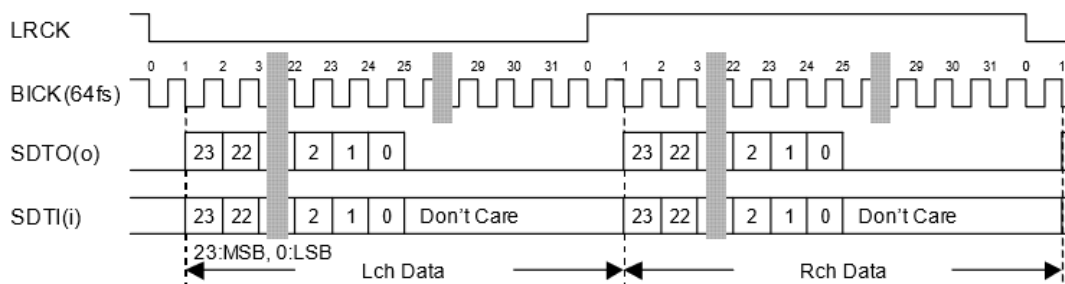 LRCK
0 1 2 3 22 23 24 25 29 30 31 0 1 2 3 22 23 24 25 29 30 31 0 1
BICK(64fs)
SDTO(o) 23 22 2 1 0 23 22 2 1 0
SDTI(i) 23 22 2 1 0 Don't Care 23 22 2 1 0 Don't Care
23:MSB, 0:LSB
Lch Data Rch Data